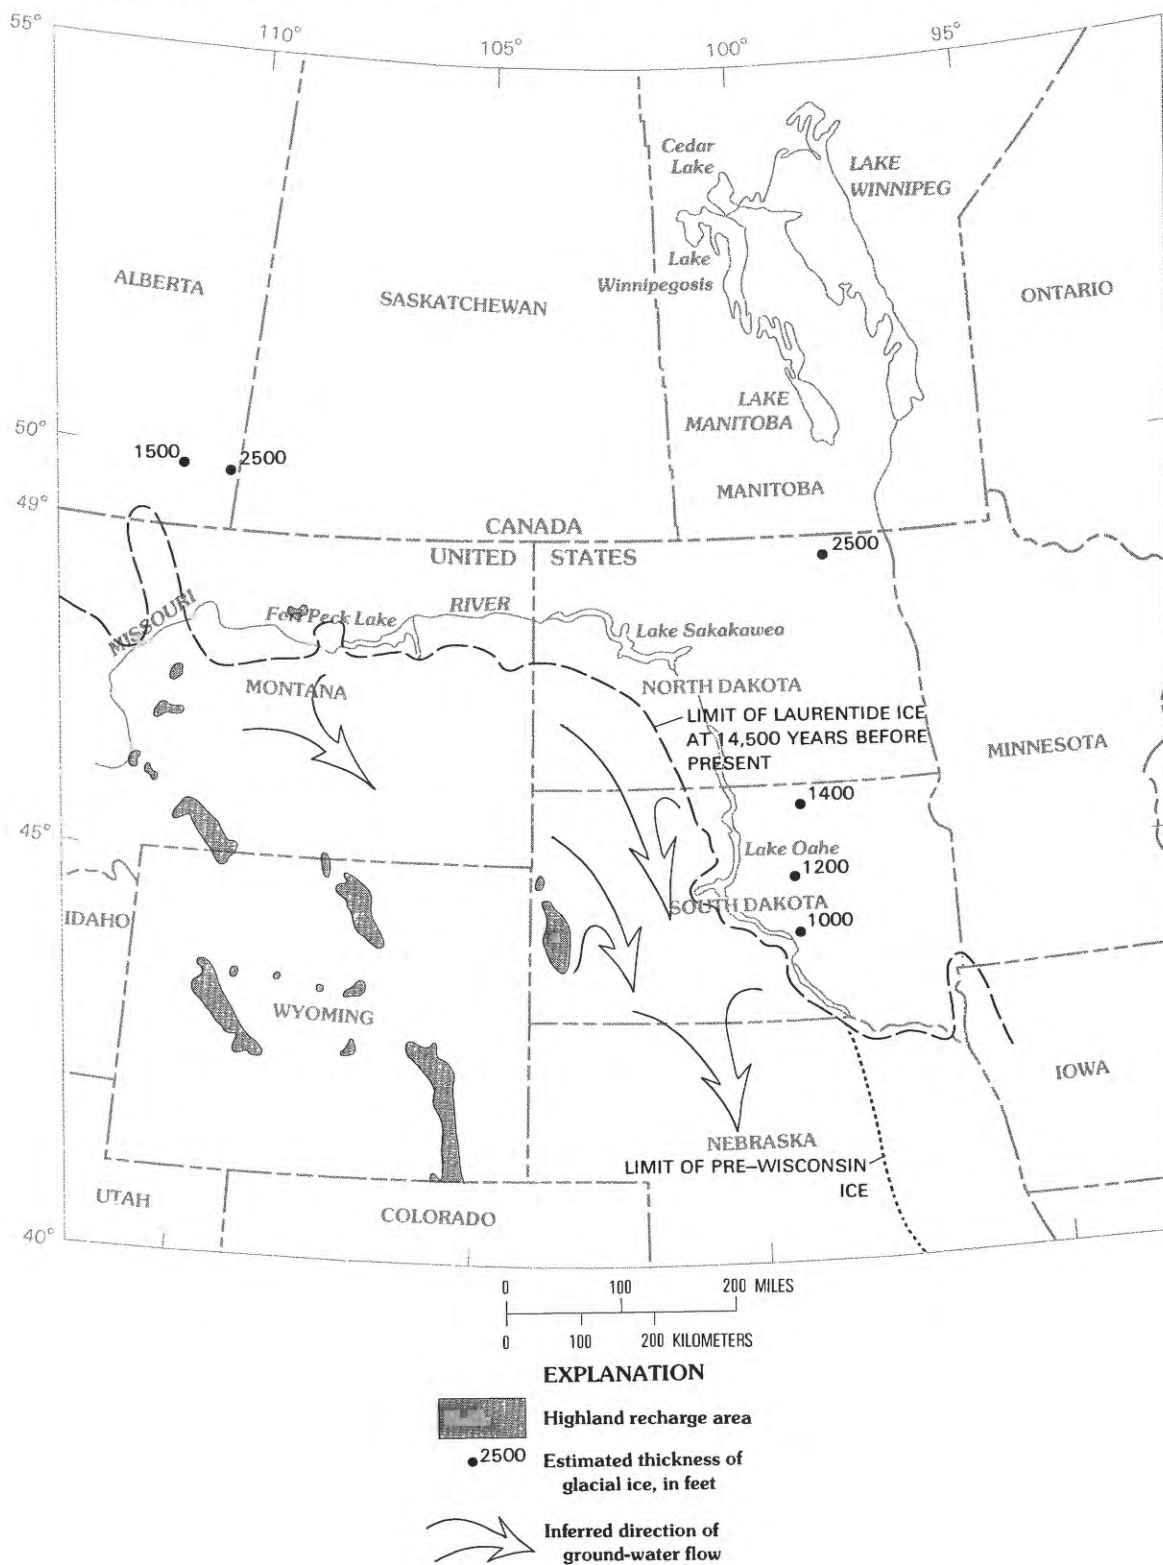 55°
110°
105°
100°
95°
Cedar
Lake
LAKE
WINNIPEG
Lake
Winnipegosis
ALBERTA
SASKATCHEWAN
ONTARIO
LAKE
MANITOBA
50°
1500
2500
49°
MANITOBA
CANADA
UNITED STATES
2500
MISSOURI
Fort Peck Lake
RIVER
Lake Sakakawea
MONTANA
NORTH DAKOTA
LIMIT OF LAURENTIDE ICE
AT 14,500 YEARS BEFORE
PRESENT
MINNESOTA
1400
45°
Lake Oahe
1200
IDAHO
SOUTH DAKOTA
1000
WYOMING
IOWA
NEBRASKA
LIMIT OF PRE–WISCONSIN
ICE
UTAH
COLORADO
40°
0 100 200 MILES
0 100 200 KILOMETERS
EXPLANATION
Highland recharge area
2500 Estimated thickness of
glacial ice, in feet
Inferred direction of
ground-water flow